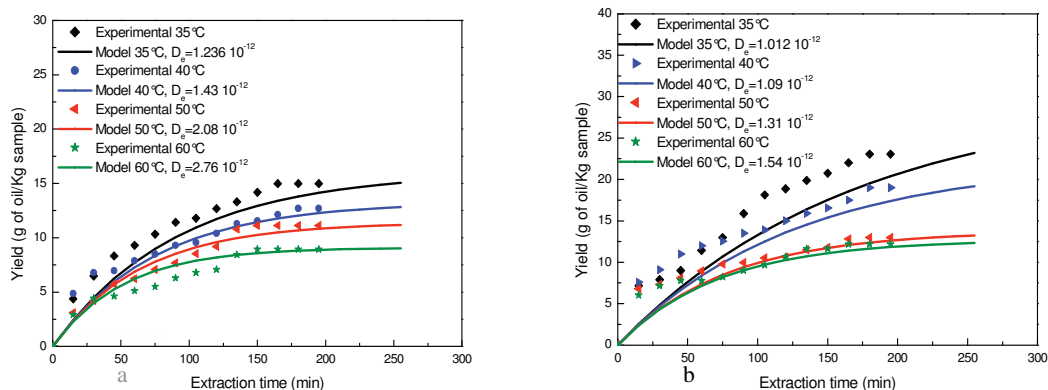 30
25
20
15
10
5
0
0
50
100
150
200
250
300
Yield (g of oil/Kg sample)
Extraction time (min)
Experimental 35°C
Model 35°C, De=1.236 10-12
Experimental 40°C
Model 40°C, De=1.43 10-12
Experimental 50°C
Model 50°C, De=2.08 10-12
Experimental 60°C
Model 60°C, De=2.76 10-12
a
40
35
30
25
20
15
10
5
0
0
50
100
150
200
250
300
Yield (g of oil/Kg sample)
Extraction time (min)
Experimental 35°C
Model 35°C, De=1.012 10-12
Experimental 40°C
Model 40°C, De=1.09 10-12
Experimental 50°C
Model 50°C, De=1.31 10-12
Experimental 60°C
Model 60°C, De=1.54 10-12
b